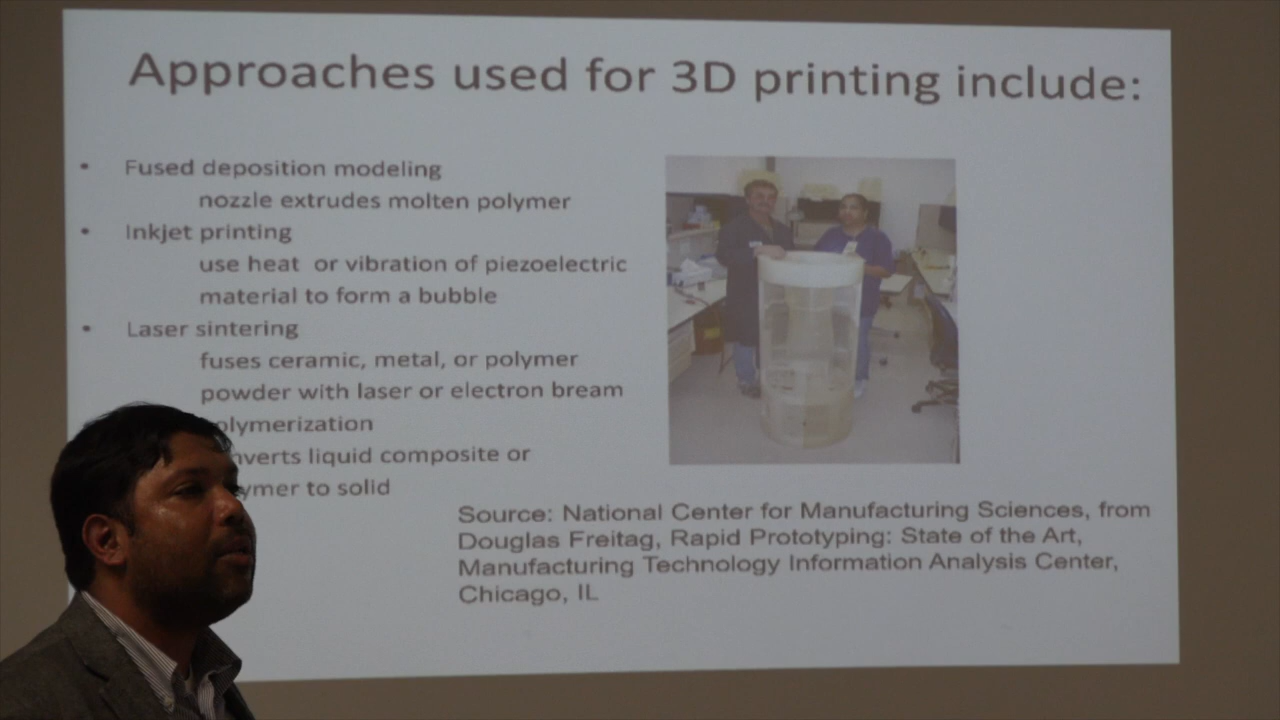 Approaches used for 3D printing include:
• Fused deposition modeling
nozzle extrudes molten polymer
• Inkjet printing
use heat or vibration of piezoelectric
material to form a bubble
• Laser sintering
fuses ceramic, metal, or polymer
powder with laser or electron bream
olymerization
nverts liquid composite or
ymer to solid
Source: National Center for Manufacturing Sciences, from
Douglas Freitag, Rapid Prototyping: State of the Art,
Manufacturing Technology Information Analysis Center,
Chicago, IL